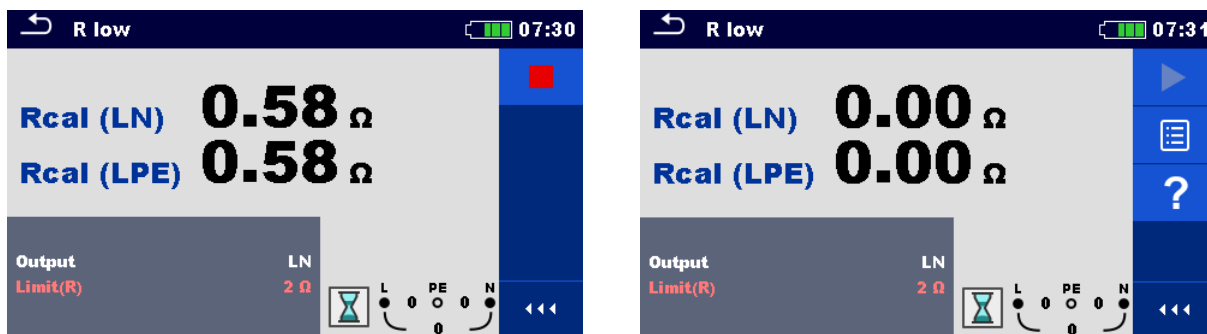 R low 07:30
Rcal (LN) 0.58 Ω
Rcal (LPE) 0.58 Ω
Output LN
Limit(R) 2 Ω
L PE N
0 0
0
R low 07:31
Rcal (LN) 0.00 Ω
Rcal (LPE) 0.00 Ω
?
Output LN
Limit(R) 2 Ω
L PE N
0 0
0